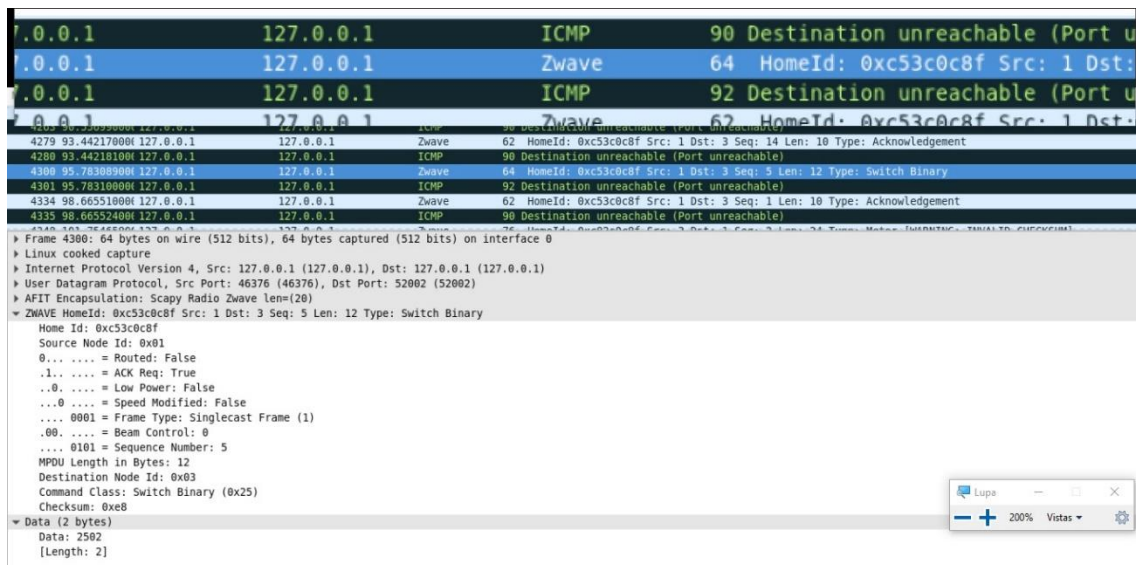 .0.0.1 127.0.0.1 ICMP 90 Destination unreachable (Port u
.0.0.1 127.0.0.1 Zwave 64 HomeId: 0xc53c0c8f Src: 1 Dst:
.0.0.1 127.0.0.1 ICMP 92 Destination unreachable (Port u
127.0.0.1 Zwave 62 HomeId: 0xc53c0c8f Src: 1 Dst:
127.0.0.1 127.0.0.1 ICMP 90 Destination unreachable (Port unreachable)
4279 93.44217000( 127.0.0.1 127.0.0.1 Zwave 62 HomeId: 0xc53c0c8f Src: 1 Dst: 3 Seq: 14 Len: 10 Type: Acknowledgement
4280 93.44218100( 127.0.0.1 127.0.0.1 ICMP 90 Destination unreachable (Port unreachable)
4300 95.78308900( 127.0.0.1 127.0.0.1 Zwave 64 HomeId: 0xc53c0c8f Src: 1 Dst: 3 Seq: 5 Len: 12 Type: Switch Binary
4301 95.78310000( 127.0.0.1 127.0.0.1 ICMP 92 Destination unreachable (Port unreachable)
4334 98.66551000( 127.0.0.1 127.0.0.1 Zwave 62 HomeId: 0xc53c0c8f Src: 1 Dst: 3 Seq: 1 Len: 10 Type: Acknowledgement
4335 98.66552400( 127.0.0.1 127.0.0.1 ICMP 90 Destination unreachable (Port unreachable)
Frame 4300: 64 bytes on wire (512 bits), 64 bytes captured (512 bits) on interface 0
Linux cooked capture
Internet Protocol Version 4, Src: 127.0.0.1 (127.0.0.1), Dst: 127.0.0.1 (127.0.0.1)
User Datagram Protocol, Src Port: 46376 (46376), Dst Port: 52002 (52002)
AFIT Encapsulation: Scapy Radio Zwave len=(20)
ZWAVE HomeId: 0xc53c0c8f Src: 1 Dst: 3 Seq: 5 Len: 12 Type: Switch Binary
Home Id: 0xc53c0c8f
Source Node Id: 0x01
0... .... = Routed: False
.1.. .... = ACK Req: True
..0. .... = Low Power: False
...0 .... = Speed Modified: False
.... 0001 = Frame Type: Singlecast Frame (1)
.00. .... = Beam Control: 0
.... 0101 = Sequence Number: 5
MPDU Length in Bytes: 12
Destination Node Id: 0x03
Command Class: Switch Binary (0x25)
Checksum: 0xe8
Data (2 bytes)
Data: 2502
[Length: 2]
Lupa
200% Vistas